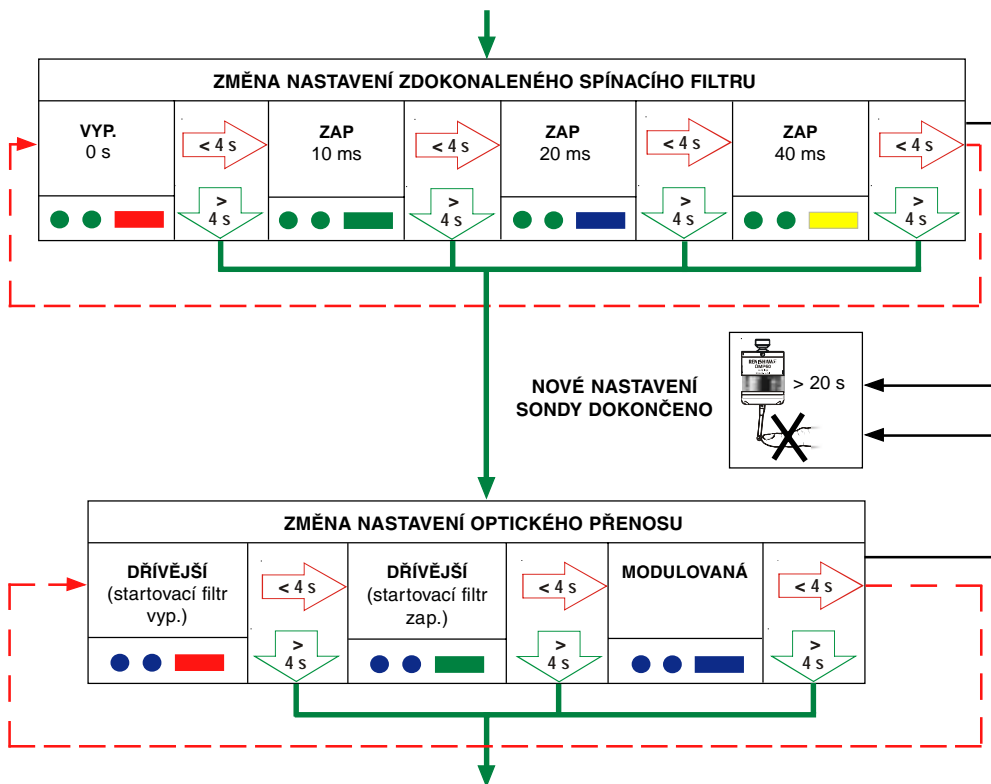 ZMĚNA NASTAVENÍ ZDOKONALENÉHO SPÍNACÍHO FILTRU
VYP.
0 s
< 4 s
ZAP
10 ms
< 4 s
ZAP
20 ms
< 4 s
ZAP
40 ms
< 4 s
>
4 s
>
4 s
>
4 s
>
4 s
NOVÉ NASTAVENÍ
SONDY DOKONČENO
RENISHAW
OMP60
> 20 s
ZMĚNA NASTAVENÍ OPTICKÉHO PŘENOSU
DŘÍVĚJŠÍ
(startovací filtr
vyp.)
< 4 s
DŘÍVĚJŠÍ
(startovací filtr
zap.)
< 4 s
MODULOVANÁ
< 4 s
>
4 s
>
4 s
>
4 s